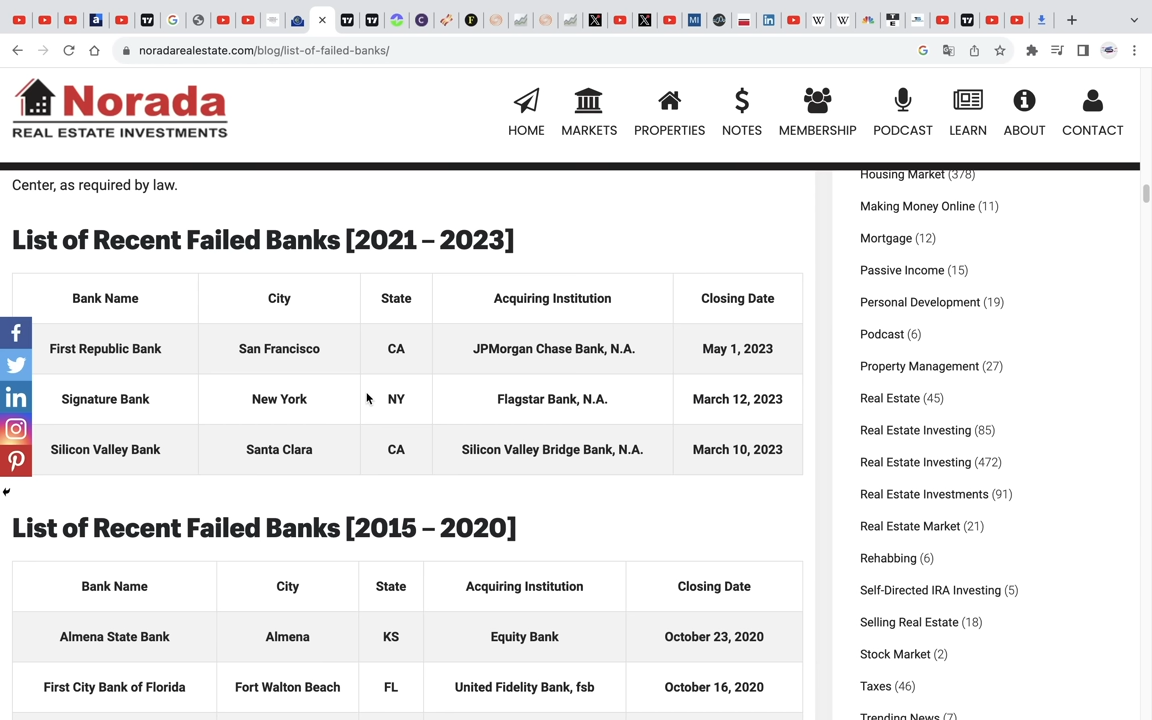 noradarealestate.com/blog/list-of-failed-banks/
Norada
REAL ESTATE INVESTMENTS
HOME MARKETS PROPERTIES NOTES MEMBERSHIP PODCAST LEARN ABOUT CONTACT
Center, as required by law.
List of Recent Failed Banks [2021 – 2023]
Bank Name City State Acquiring Institution Closing Date
First Republic Bank San Francisco CA JPMorgan Chase Bank, N.A. May 1, 2023
Signature Bank New York NY Flagstar Bank, N.A. March 12, 2023
Silicon Valley Bank Santa Clara CA Silicon Valley Bridge Bank, N.A. March 10, 2023
List of Recent Failed Banks [2015 – 2020]
Bank Name City State Acquiring Institution Closing Date
Almena State Bank Almena KS Equity Bank October 23, 2020
First City Bank of Florida Fort Walton Beach FL United Fidelity Bank, fsb October 16, 2020
Housing Market (378)
Making Money Online (11)
Mortgage (12)
Passive Income (15)
Personal Development (19)
Podcast (6)
Property Management (27)
Real Estate (45)
Real Estate Investing (85)
Real Estate Investing (472)
Real Estate Investments (91)
Real Estate Market (21)
Rehabbing (6)
Self-Directed IRA Investing (5)
Selling Real Estate (18)
Stock Market (2)
Taxes (46)
Trending News (7)